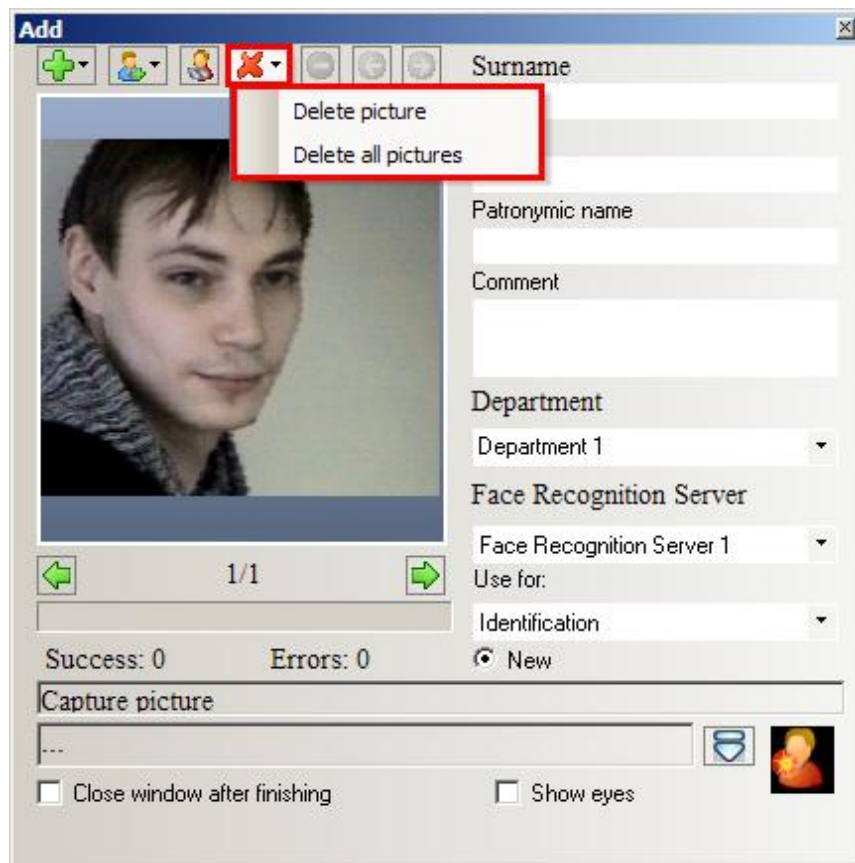 Add
Surname
Delete picture
Delete all pictures
Patronymic name
Comment
Department
Department 1
Face Recognition Server
Face Recognition Server 1
1/1
Use for:
Identification
Success: 0
Errors: 0
New
Capture picture
...
Close window after finishing
Show eyes